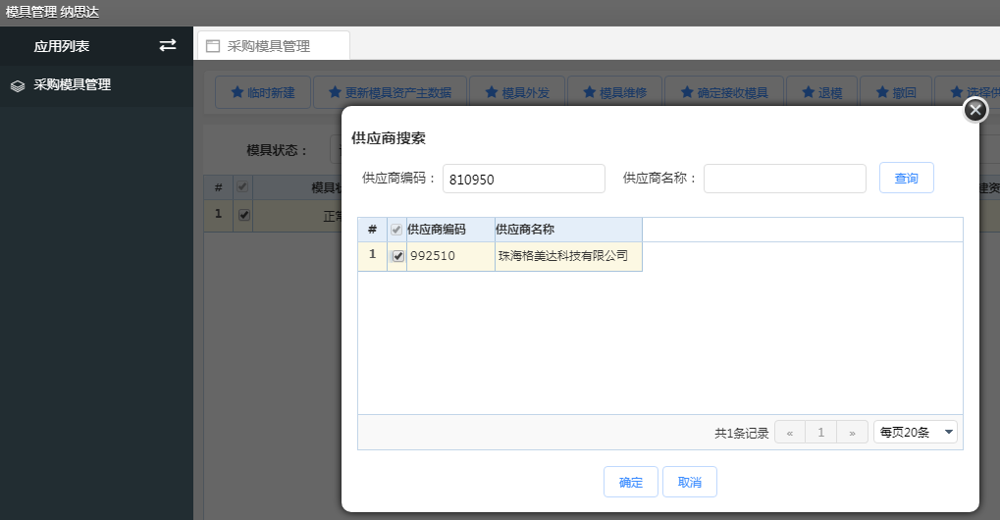 模具管理 纳思达
应用列表
采购模具管理
采购模具管理
临时新建 更新模具资产主数据 模具外发 模具维修 确定接收模具 退模 撤回 选择供
模具状态：
# 模具状
1 正常
供应商搜索
供应商编码： 810950 供应商名称： 查询
# 供应商编码 供应商名称
1 992510 珠海格美达科技有限公司
共1条记录 « 1 » 每页20条
确定 取消